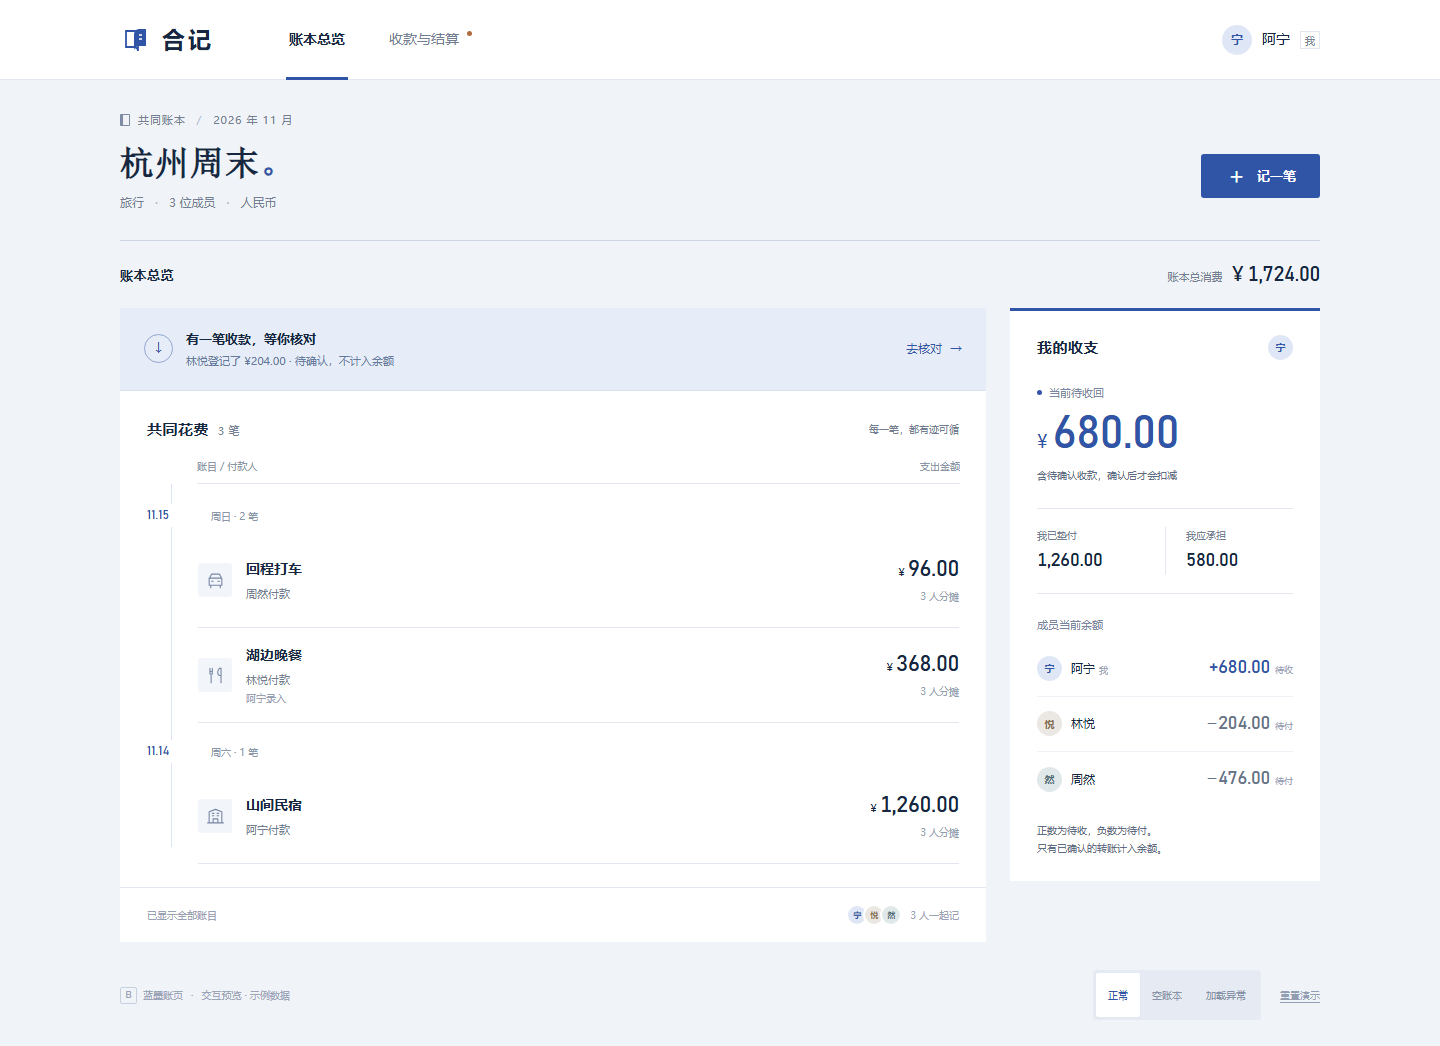 合记
账本总览
收款与结算
宁 阿宁 我
共同账本 / 2026 年 11 月
杭州周末。
旅行 · 3 位成员 · 人民币
+ 记一笔
账本总览
账本总消费 ¥ 1,724.00
有一笔收款，等你核对
林悦登记了 ¥204.00 · 待确认，不计入余额
去核对 →
共同花费 3 笔
每一笔，都有迹可循
账目 / 付款人
支出金额
11.15 周日 · 2 笔
回程打车
周然付款
¥ 96.00
3 人分摊
湖边晚餐
林悦付款
阿宁录入
¥ 368.00
3 人分摊
11.14 周六 · 1 笔
山间民宿
阿宁付款
¥ 1,260.00
3 人分摊
已显示全部账目
宁 悦 然 3 人一起记
我的收支 宁
当前待收回
¥ 680.00
含待确认收款，确认后才会扣减
我已垫付
1,260.00
我应承担
580.00
成员当前余额
宁 阿宁 我 +680.00 待收
悦 林悦 −204.00 待付
然 周然 −476.00 待付
正数为待收，负数为待付。
只有已确认的转账计入余额。
B 蓝墨账页 · 交互预览 · 示例数据
正常 空账本 加载异常 重置演示